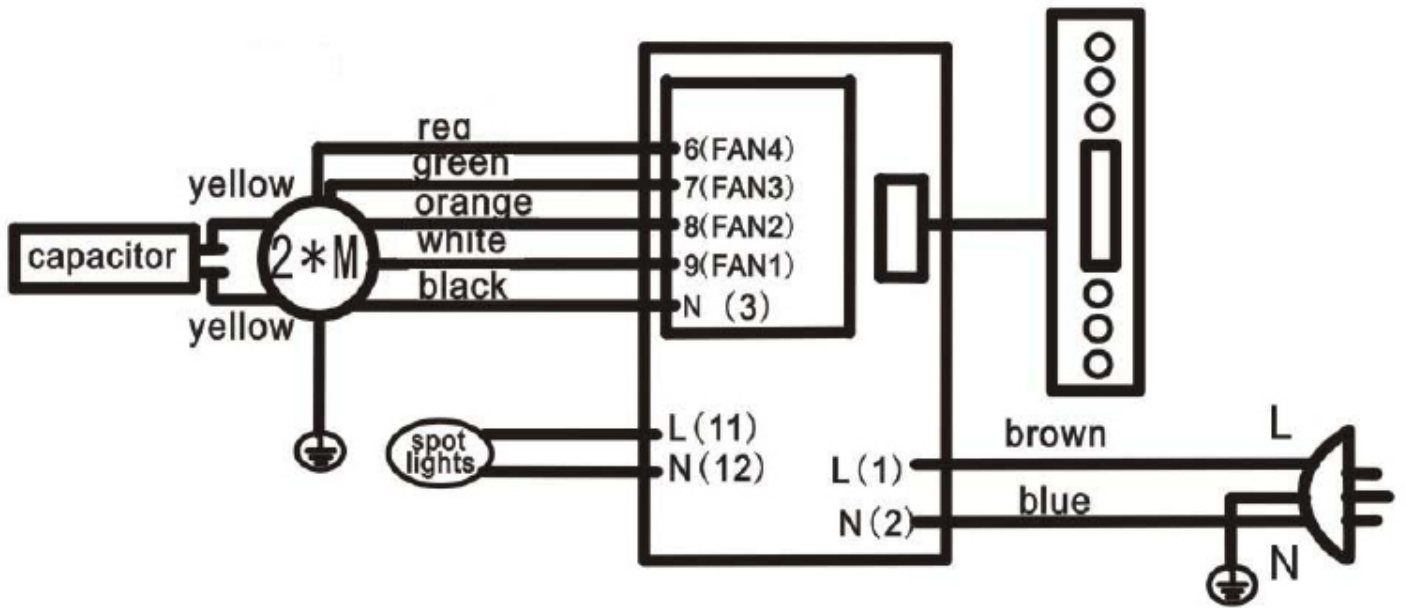 red
6(FAN4)
green
yellow
7(FAN3)
orange
8(FAN2)
capacitor
2*M
white
9(FAN1)
black
N (3)
yellow
L(11)
spot
lights
N(12)
brown
L
L(1)
blue
N(2)
N